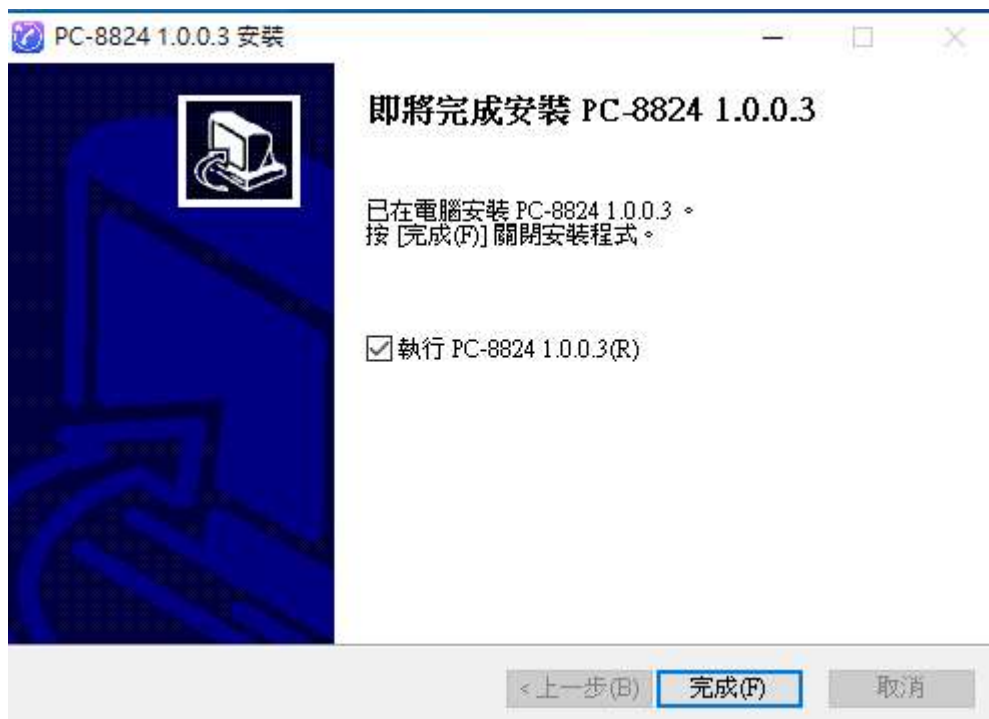 PC-8824 1.0.0.3 安裝
即將完成安裝 PC-8824 1.0.0.3
已在電腦安裝 PC-8824 1.0.0.3。
按 [完成(F)] 關閉安裝程式。
執行 PC-8824 1.0.0.3(R)
<上一步(B)
完成(F)
取消